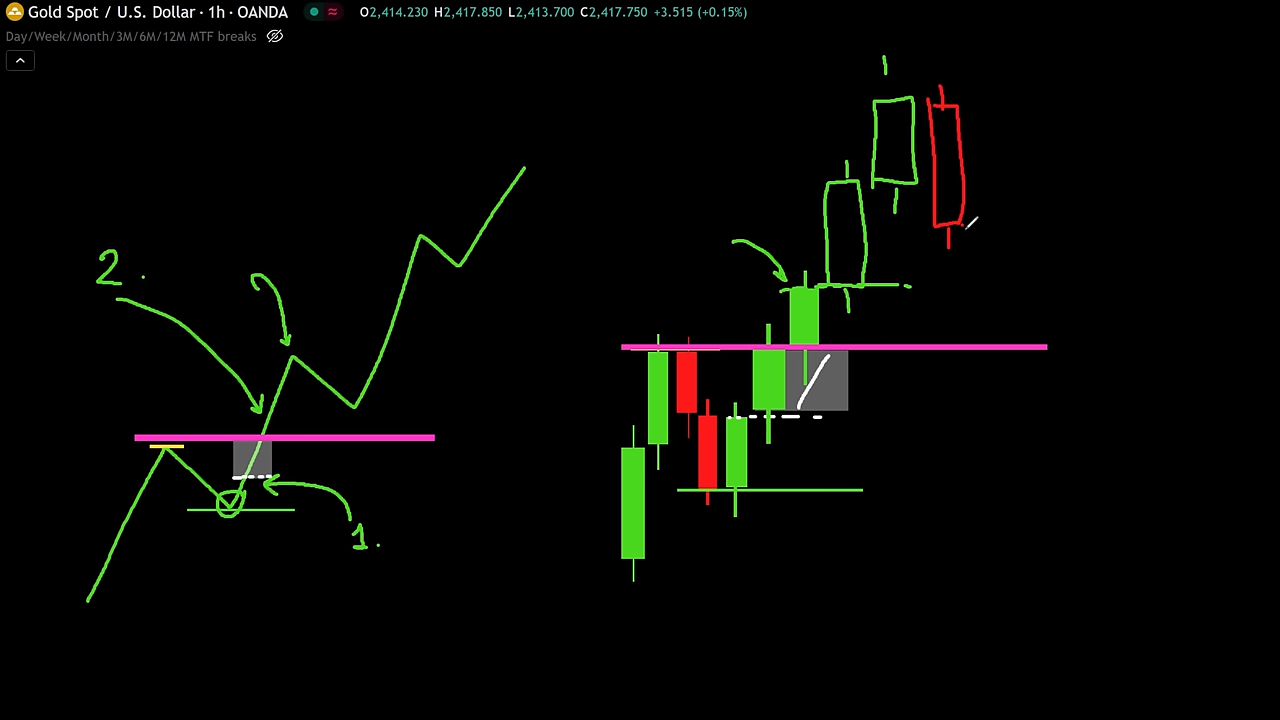 Gold Spot / U.S. Dollar · 1h · OANDA O2,414.230 H2,417.850 L2,413.700 C2,417.750 +3.515 (+0.15%)
Day/Week/Month/3M/6M/12M MTF breaks
2.
1.